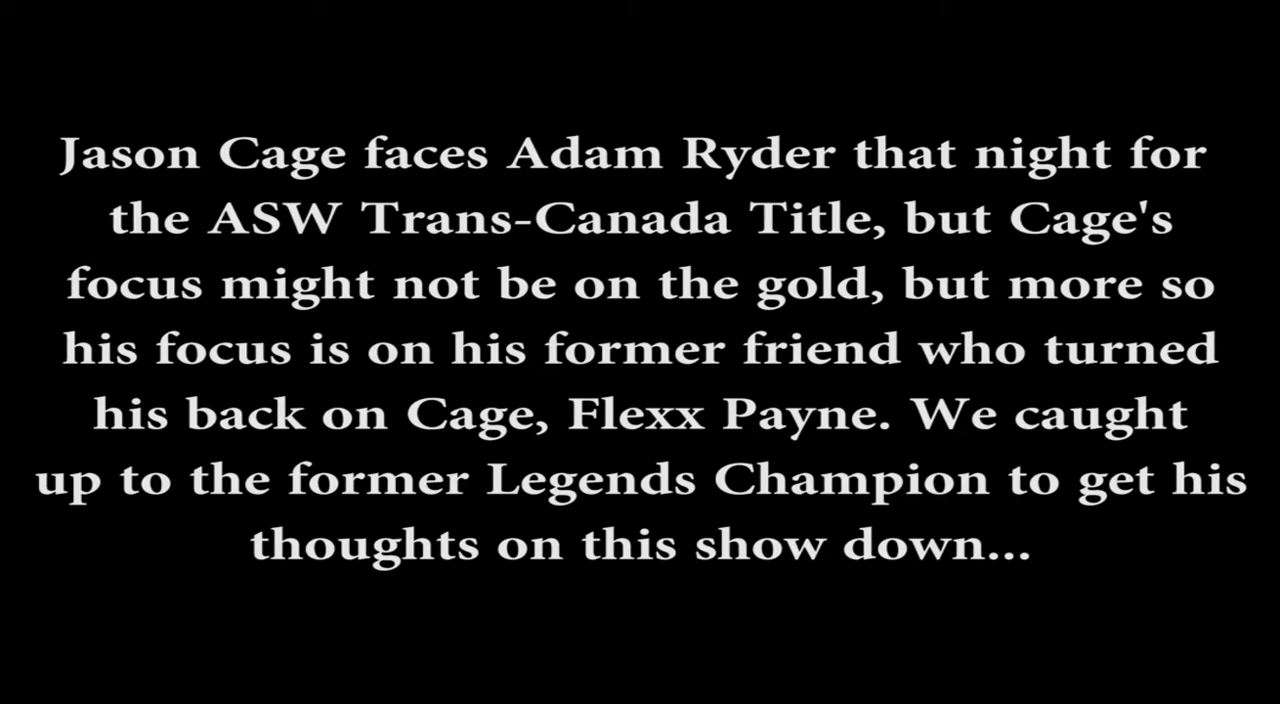 Jason Cage faces Adam Ryder that night for
the ASW Trans-Canada Title, but Cage's
focus might not be on the gold, but more so
his focus is on his former friend who turned
his back on Cage, Flexx Payne. We caught
up to the former Legends Champion to get his
thoughts on this show down...